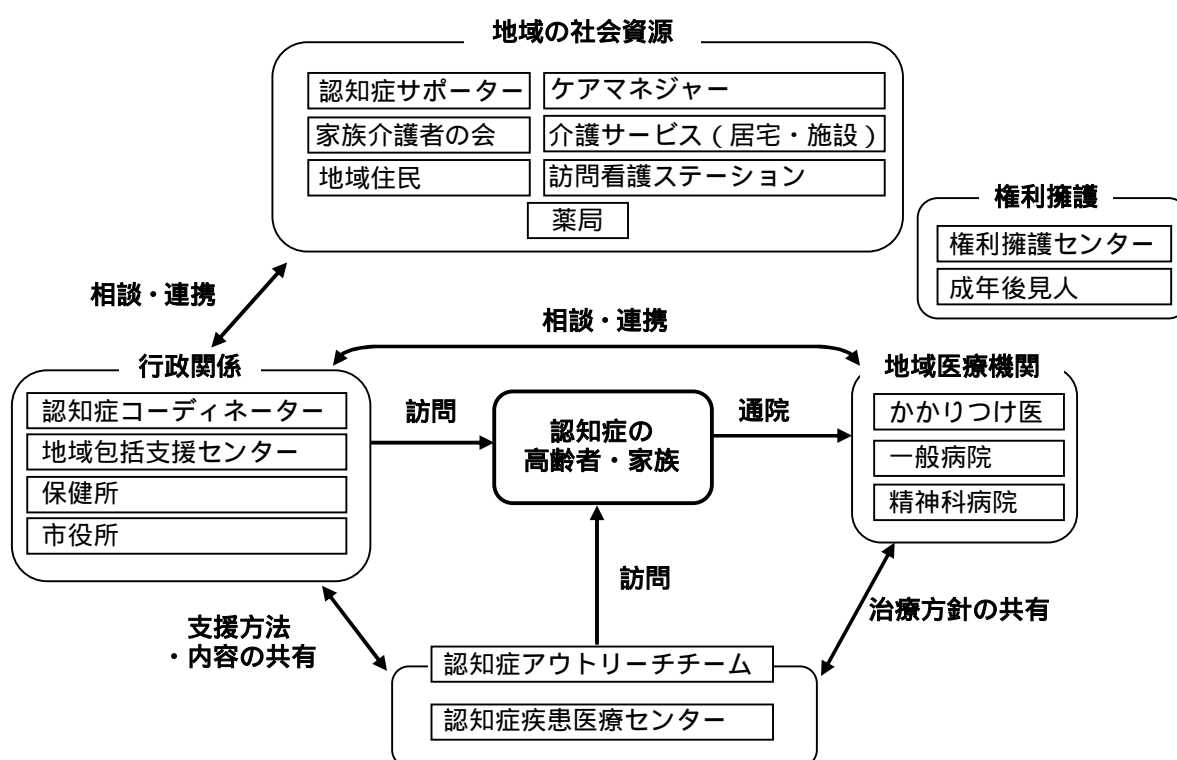 地域の社会資源
認知症サポーター
ケアマネジャー
家族介護者の会
介護サービス(居宅・施設)
地域住民
訪問看護ステーション
薬局
権利擁護
権利擁護センター
成年後見人
相談・連携
相談・連携
行政関係
認知症コーディネーター
地域包括支援センター
保健所
市役所
訪問
認知症の
高齢者・家族
通院
地域医療機関
かかりつけ医
一般病院
精神科病院
訪問
支援方法
・内容の共有
治療方針の共有
認知症アウトリーチチーム
認知症疾患医療センター